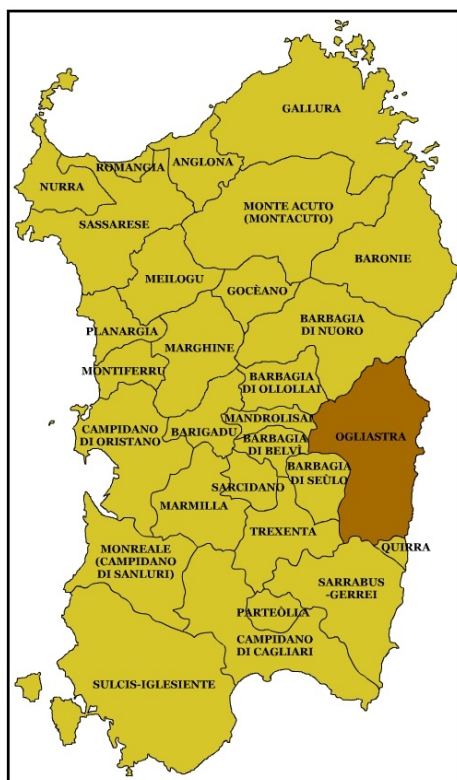 GALLURA
ROMANGIA
ANGLONA
NURRA
MONTE ACUTO
(MONTACUTO)
SASSARESE
BARONIE
MEILOGU
GOCÈANO
BARBAGIA
DI NUORO
PLANARGIA
MARGHINE
MONTIFERRU
BARBAGIA
DI OLLOLLAI
MANDROLISAI
CAMPIDANO
DI ORISTANO
BARIGADU
BARBAGIA
DI BELVÌ
OGLIASTRA
BARBAGIA
DI SEÙLO
SARCIDANO
MARMILLA
TREXENTA
QUIRRA
MONREALE
(CAMPIDANO
DI SANLURI)
SARRABUS
-GERREI
PARTEÒLLA
CAMPIDANO
DI CAGLIARI
SULCIS-IGLESIENTE